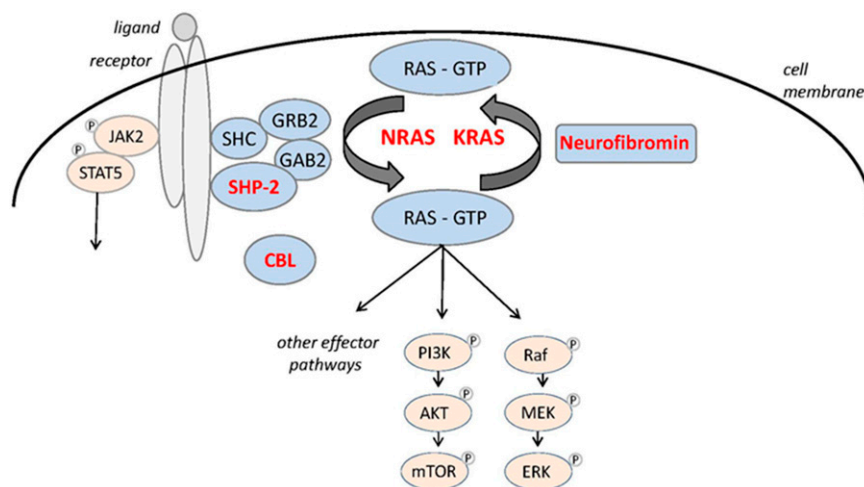 ligand
receptor
cell
membrane
RAS - GTP
NRAS KRAS
Neurofibromin
RAS - GTP
P
JAK2
P
STAT5
SHC
GRB2
GAB2
SHP-2
CBL
other effector
pathways
PI3K
P
AKT
P
mTOR
P
Raf
P
MEK
P
ERK
P